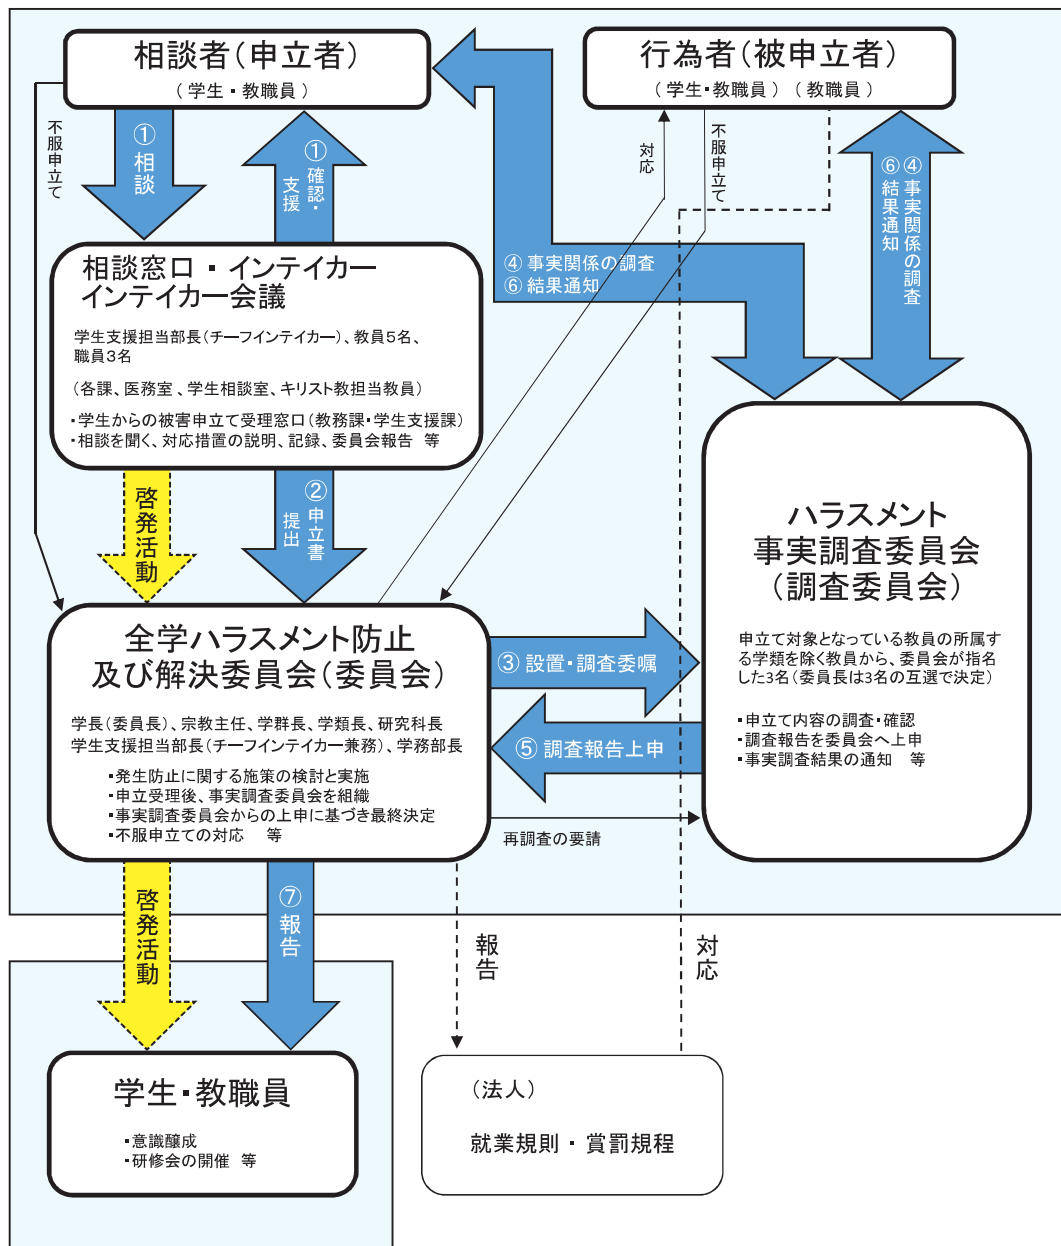 相談者（申立者）
（学生・教職員）
行為者（被申立者）
（学生・教職員）（教職員）
不服申立て
①相談
①確認・
支援
対応
不服申立て
④事実関係の調査
⑥結果通知
④ 事実関係の調査
⑥ 結果通知
相談窓口・インテイカー
インテイカー会議
学生支援担当部長（チーフインテイカー）、教員5名、
職員3名
（各課、医務室、学生相談室、キリスト教担当教員）
・学生からの被害申立て受理窓口（教務課・学生支援課）
・相談を聞く、対応措置の説明、記録、委員会報告 等
啓発活動
②申立書
提出
ハラスメント
事実調査委員会
（調査委員会）
申立て対象となっている教員の所属す
る学類を除く教員から、委員会が指名
した3名（委員長は3名の互選で決定）
・申立て内容の調査・確認
・調査報告を委員会へ上申
・事実調査結果の通知 等
全学ハラスメント防止
及び解決委員会（委員会）
学長（委員長）、宗教主任、学群長、学類長、研究科長
学生支援担当部長（チーフインテイカー兼務）、学務部長
・発生防止に関する施策の検討と実施
・申立受理後、事実調査委員会を組織
・事実調査委員会からの上申に基づき最終決定
・不服申立ての対応 等
③ 設置・調査委嘱
⑤ 調査報告上申
再調査の要請
啓発活動
⑦報告
報告
対応
学生・教職員
・意識醸成
・研修会の開催 等
（法人）
就業規則・賞罰規程